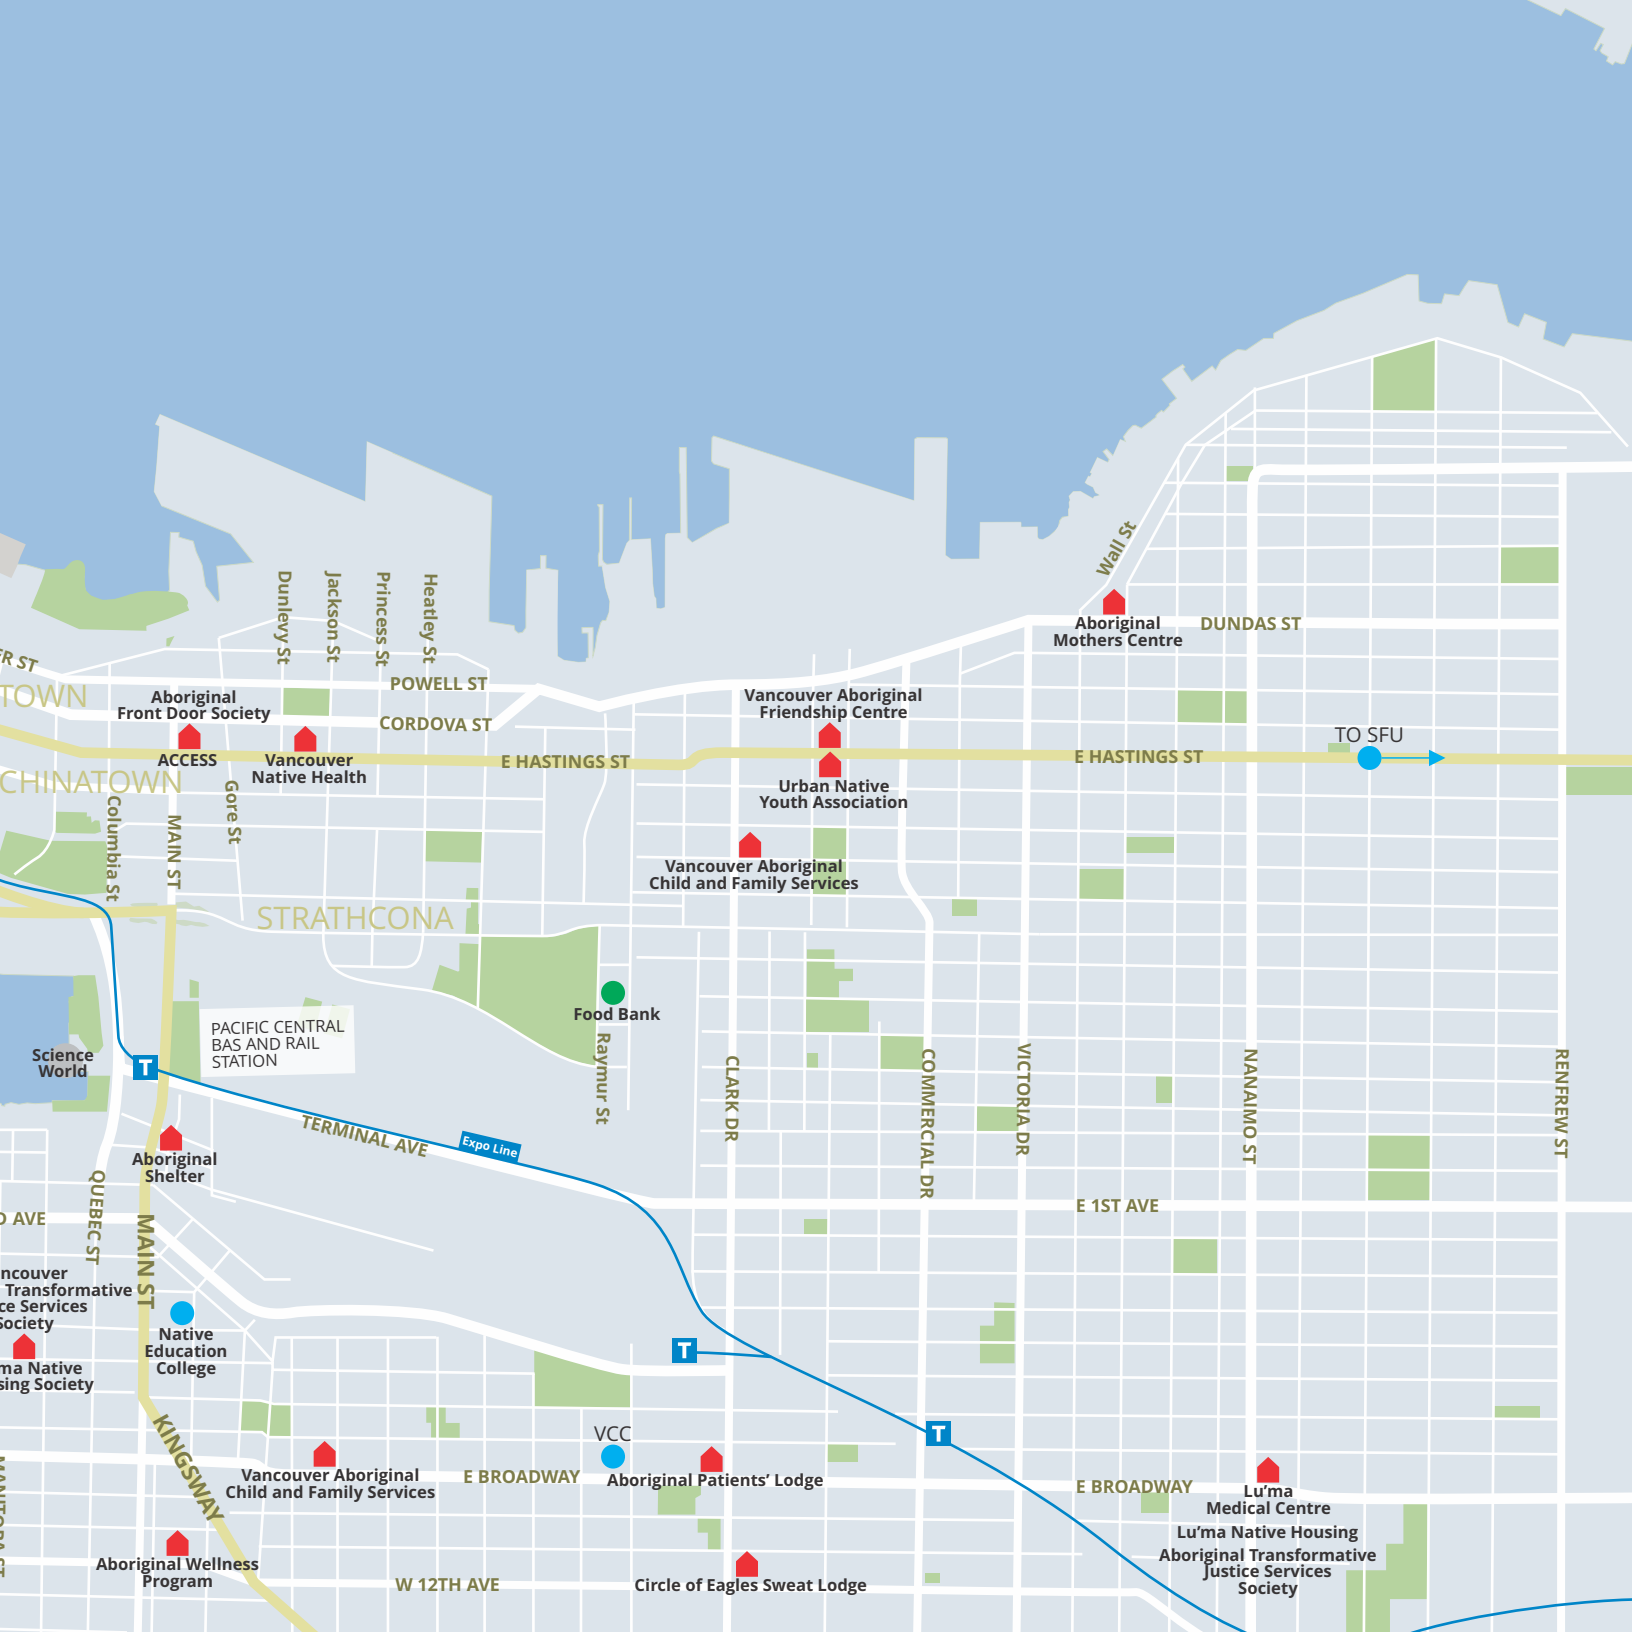 Wall St
Dunlevy St
Jackson St
Princess St
Heatley St
Aboriginal
Mothers Centre
DUNDAS ST
ER ST
TOWN
POWELL ST
Aboriginal
Front Door Society
CORDOVA ST
Vancouver Aboriginal
Friendship Centre
TO SFU
ACCESS
Vancouver
Native Health
E HASTINGS ST
E HASTINGS ST
CHINATOWN
Urban Native
Youth Association
Columbia St
MAIN ST
Gore St
Vancouver Aboriginal
Child and Family Services
STRATHCONA
Food Bank
PACIFIC CENTRAL
BAS AND RAIL
STATION
Science
World
T
Raymur St
CLARK DR
COMMERCIAL DR
VICTORIA DR
NANAIMO ST
RENFREW ST
TERMINAL AVE
Expo Line
Aboriginal
Shelter
QUEBEC ST
D AVE
MAIN ST
E 1ST AVE
ncouver
Transformative
ce Services
Society
Native
Education
College
T
ma Native
sing Society
KINGSWAY
VCC
T
Vancouver Aboriginal
Child and Family Services
E BROADWAY
Aboriginal Patients' Lodge
E BROADWAY
Lu'ma
Medical Centre
Lu'ma Native Housing
Aboriginal Transformative
Justice Services
Society
MANITOBA ST
Aboriginal Wellness
Program
W 12TH AVE
Circle of Eagles Sweat Lodge